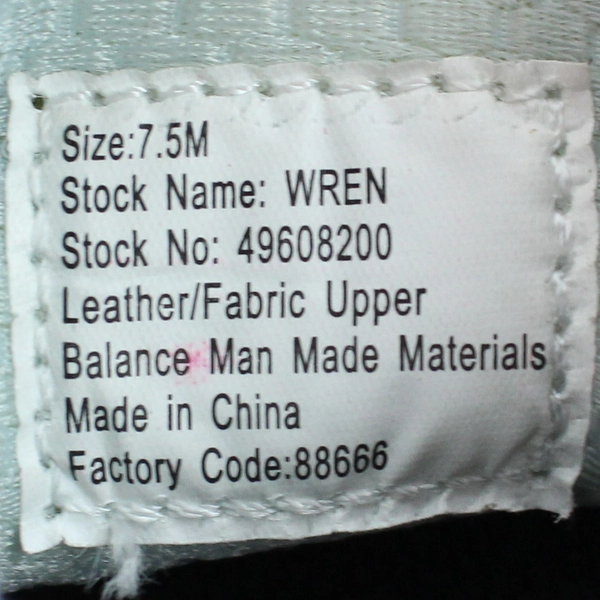 Size:7.5M
Stock Name: WREN
Stock No: 49608200
Leather/Fabric Upper
Balance Man Made Materials
Made in China
Factory Code:88666